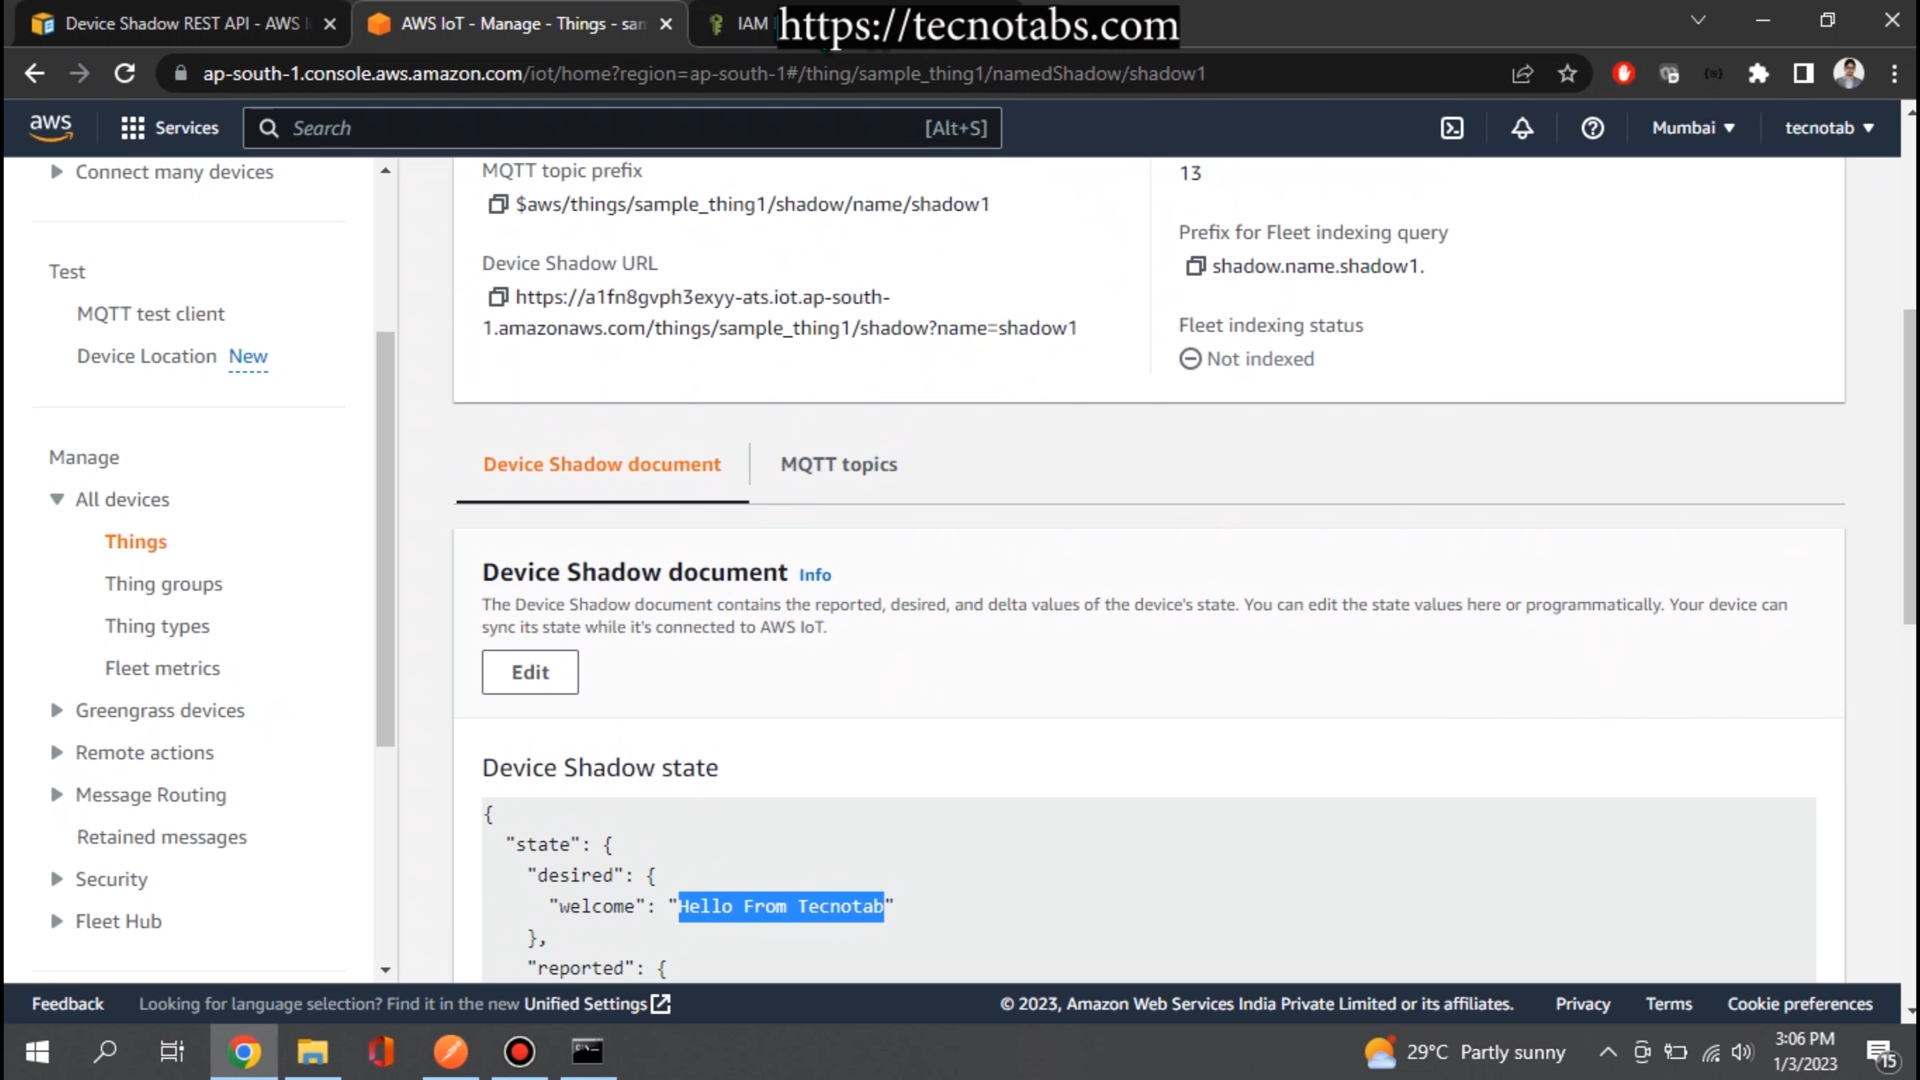 Device Shadow REST API - AWS I
AWS IoT - Manage - Things - sam
IAM
https://tecnotabs.com
ap-south-1.console.aws.amazon.com/iot/home?region=ap-south-1#/thing/sample_thing1/namedShadow/shadow1
aws
Services
Search
[Alt+S]
Mumbai
tecnotab
Connect many devices
Test
MQTT test client
Device Location New
Manage
All devices
Things
Thing groups
Thing types
Fleet metrics
Greengrass devices
Remote actions
Message Routing
Retained messages
Security
Fleet Hub
MQTT topic prefix
$aws/things/sample_thing1/shadow/name/shadow1
Device Shadow URL
https://a1fn8gvph3exyy-ats.iot.ap-south-
1.amazonaws.com/things/sample_thing1/shadow?name=shadow1
13
Prefix for Fleet indexing query
shadow.name.shadow1.
Fleet indexing status
Not indexed
Device Shadow document
MQTT topics
Device Shadow document Info
The Device Shadow document contains the reported, desired, and delta values of the device's state. You can edit the state values here or programmatically. Your device can
sync its state while it's connected to AWS IoT.
Edit
Device Shadow state
{
"state": {
"desired": {
"welcome": "Hello From Tecnotab"
},
"reported": {
Feedback
Looking for language selection? Find it in the new Unified Settings
© 2023, Amazon Web Services India Private Limited or its affiliates.
Privacy
Terms
Cookie preferences
29°C Partly sunny
3:06 PM
1/3/2023
15